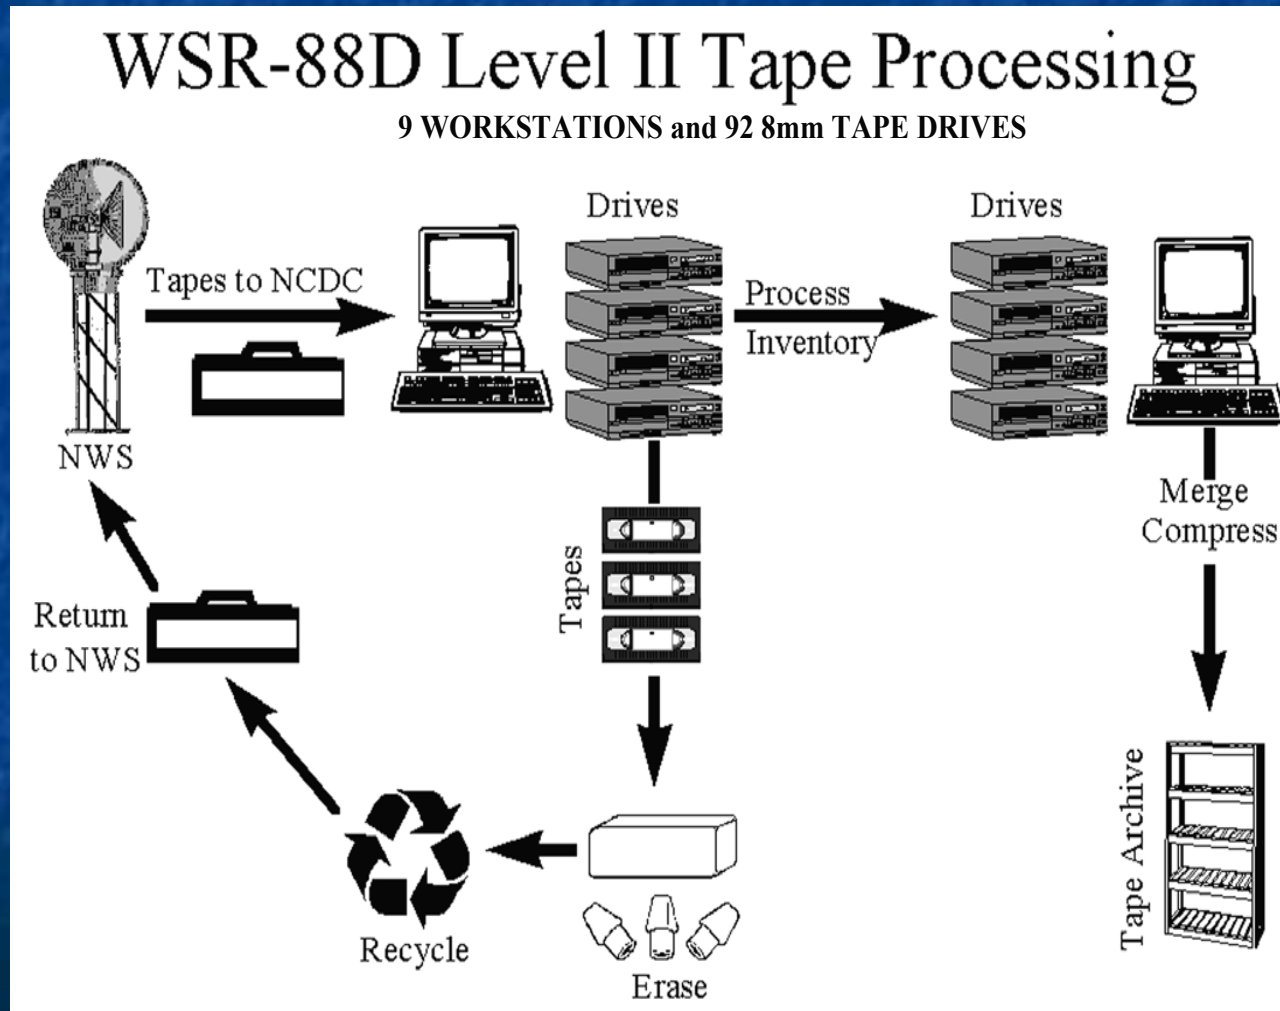 WSR-88D Level II Tape Processing
9 WORKSTATIONS and 92 8mm TAPE DRIVES
Drives
Drives
Tapes to NCDC
Process
Inventory
NWS
Merge
Compress
Tapes
Return
to NWS
Tape Archive
Recycle
Erase